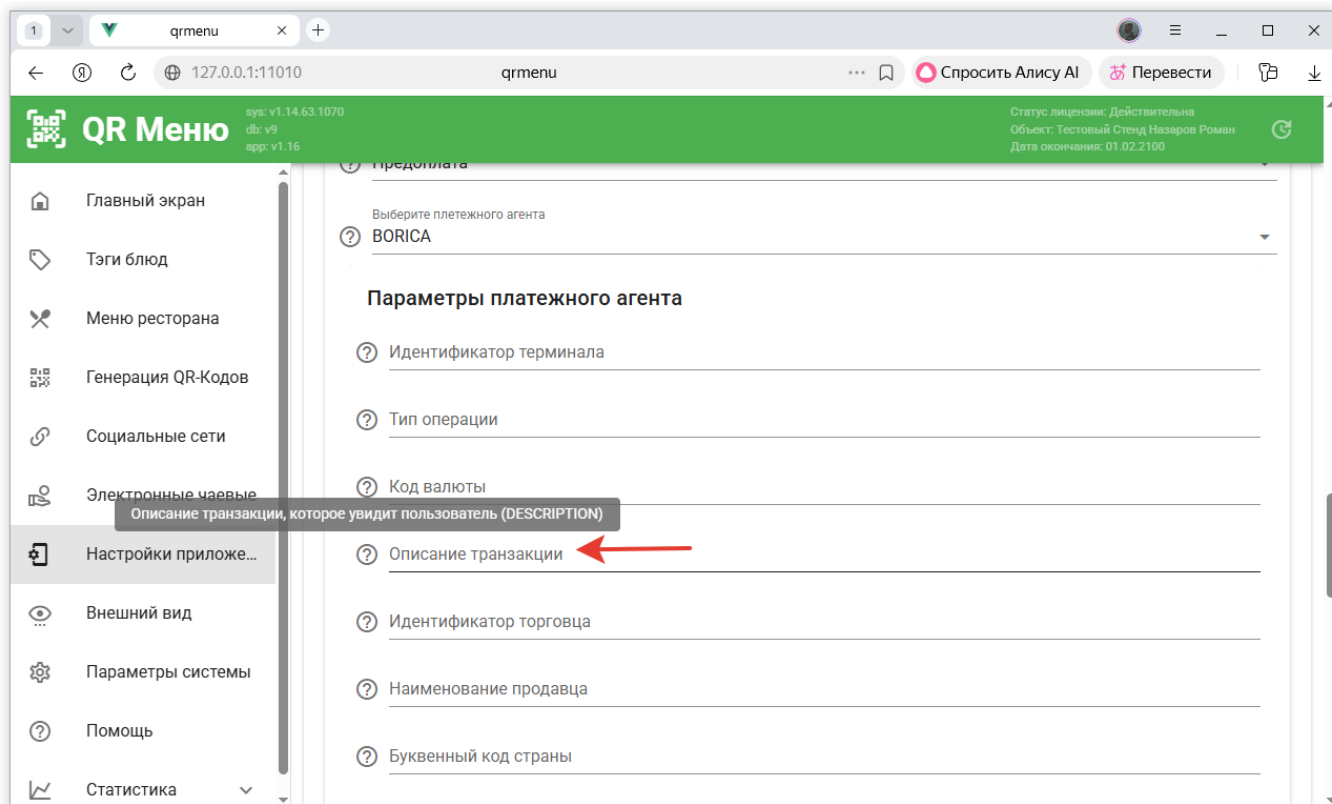 1
qrmenu
127.0.0.1:11010
qrmenu
Спросить Алису AI
Перевести
QR Меню
sys: v1.14.63.1070
db: v9
app: v1.16
Статус лицензии: Действительна
Объект: Тестовый Стенд Назаров Роман
Дата окончания: 01.02.2100
Главный экран
Тэги блюд
Меню ресторана
Генерация QR-Кодов
Социальные сети
Электронные чаевые
Настройки приложе...
Внешний вид
Параметры системы
Помощь
Статистика
Предоплата
Выберите плетежного агента
BORICA
Параметры платежного агента
Идентификатор терминала
Тип операции
Код валюты
Описание транзакции, которое увидит пользователь (DESCRIPTION)
Описание транзакции
Идентификатор торговца
Наименование продавца
Буквенный код страны